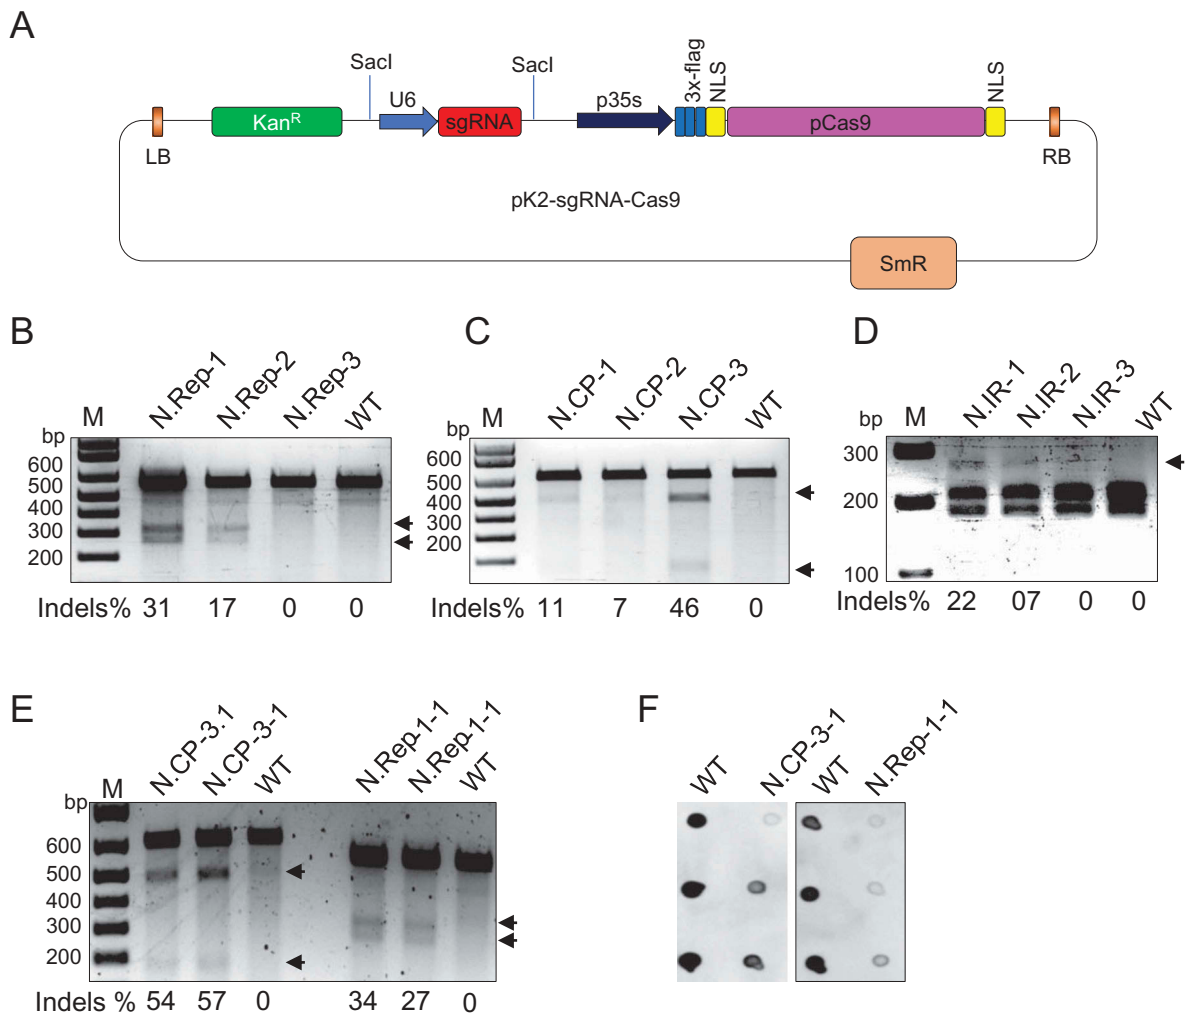 A
SacI
SacI
U6
p35s
3x-flag
NLS
NLS
KanR
sgRNA
pCas9
LB
RB
pK2-sgRNA-Cas9
SmR
B
N.Rep-1
N.Rep-2
N.Rep-3
WT
M
bp
600
500
400
300
200
Indels% 31 17 0 0
C
N.CP-1
N.CP-2
N.CP-3
WT
M
bp
600
500
400
300
200
Indels% 11 7 46 0
D
N.IR-1
N.IR-2
N.IR-3
WT
bp M
300
200
100
Indels% 22 07 0 0
E
N.CP-3.1
N.CP-3-1
WT
N.Rep-1-1
N.Rep-1-1
WT
M
bp
600
500
400
300
200
Indels % 54 57 0 34 27 0
F
WT
N.CP-3-1
WT
N.Rep-1-1